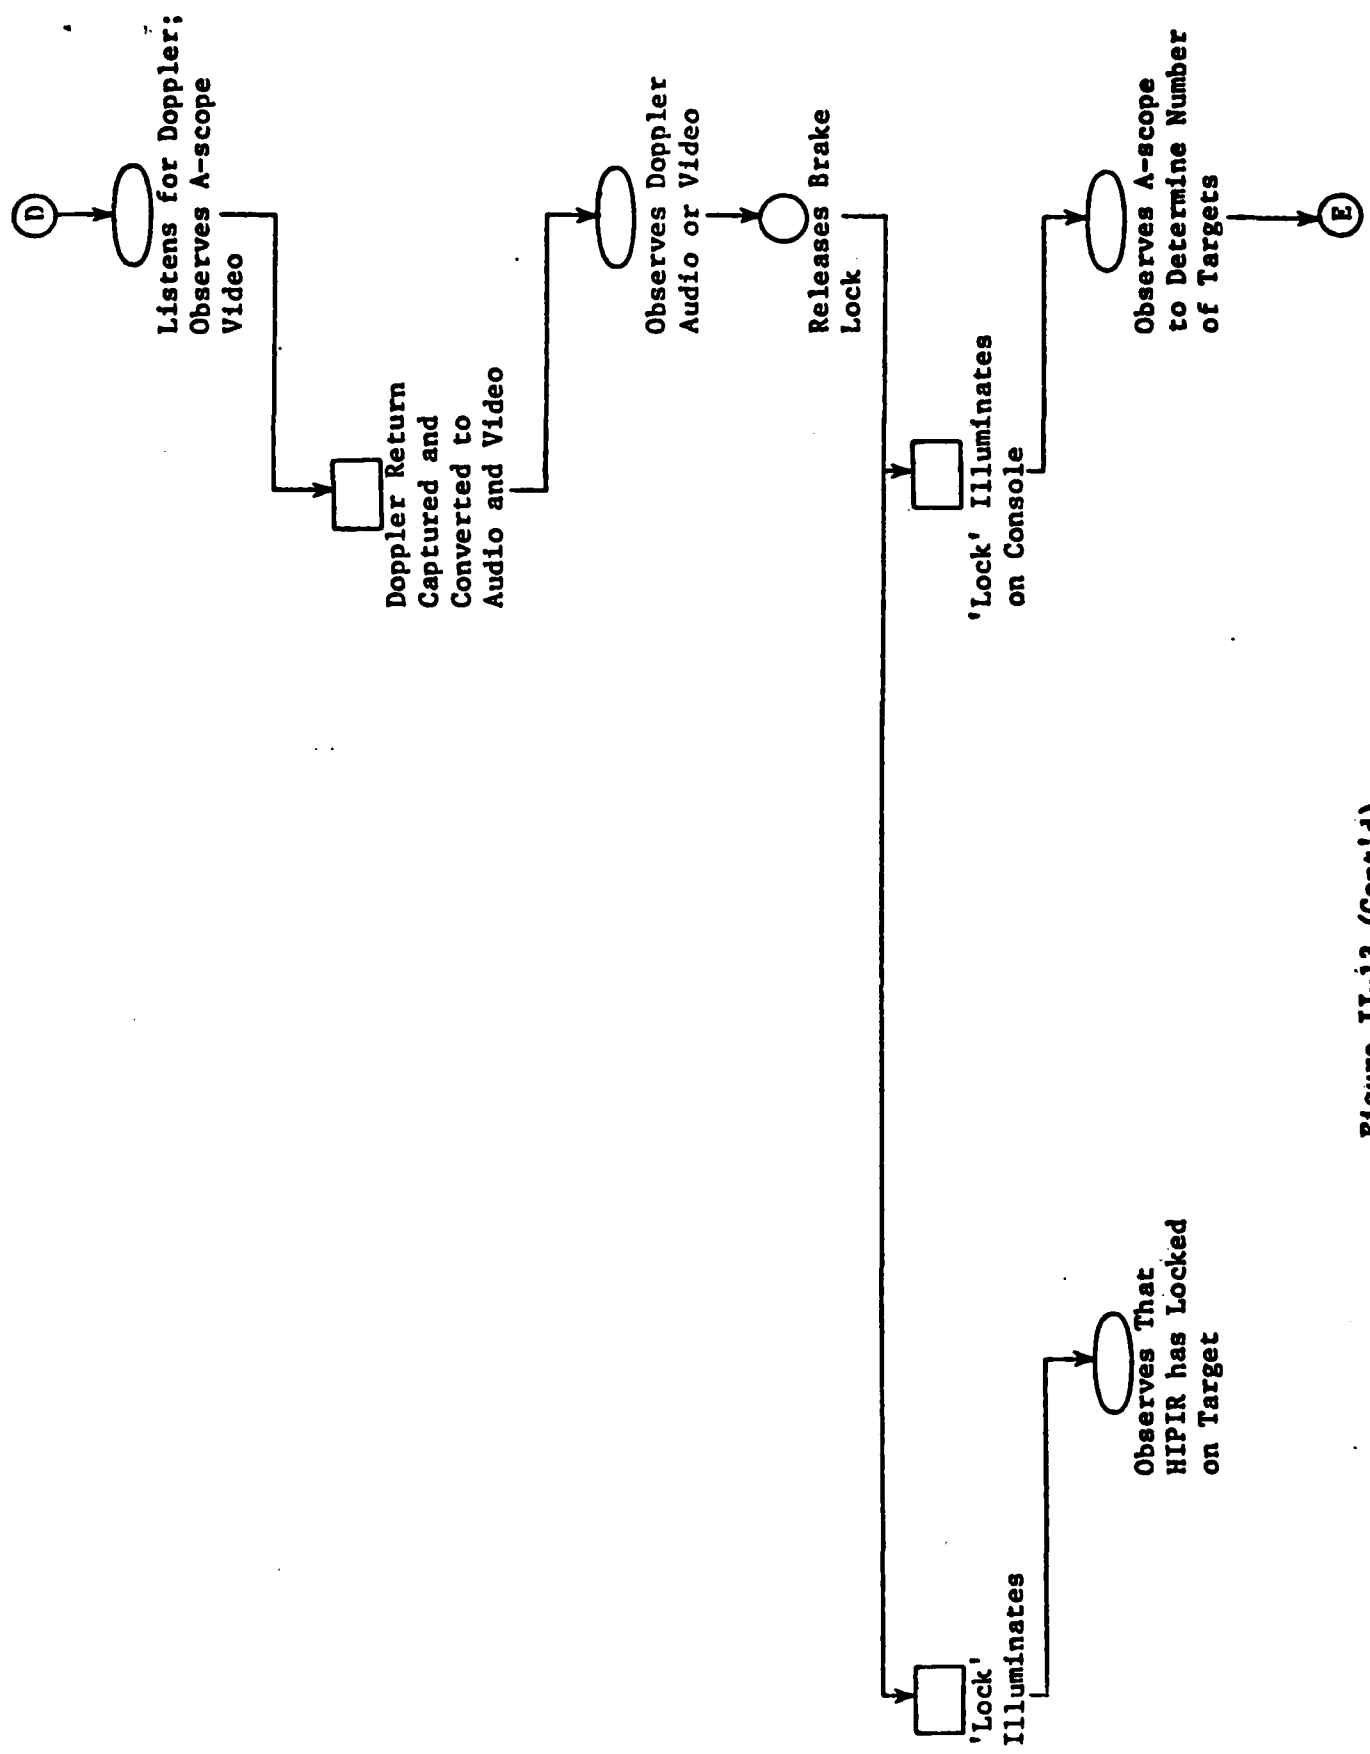 D
Listens for Doppler;
Observes A-scope
Video
Doppler Return
Captured and
Converted to
Audio and Video
Observes Doppler
Audio or Video
Releases Brake
Lock
'Lock' Illuminates
on Console
'Lock'
Illuminates
Observes A-scope
to Determine Number
of Targets
Observes That
HIPIR has Locked
on Target
E
Figure (Cont'd)